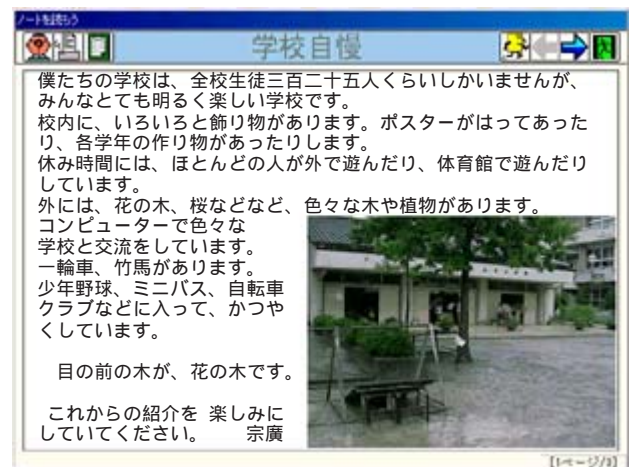 ノートを読もう
学校自慢
僕たちの学校は、全校生徒三百二十五人くらいしかいませんが、
みんなとても明るく楽しい学校です。
校内に、いろいろと飾り物があります。ポスターがはってあった
り、各学年の作り物があったりします。
休み時間には、ほとんどの人が外で遊んだり、体育館で遊んだり
しています。
外には、花の木、桜などなど、色々な木や植物があります。
コンピューターで色々な
学校と交流をしています。
一輪車、竹馬があります。
少年野球、ミニバス、自転車
クラブなどに入って、かつや
くしています。
目の前の木が、花の木です。
これからの紹介を 楽しみに
していてください。 宗廣